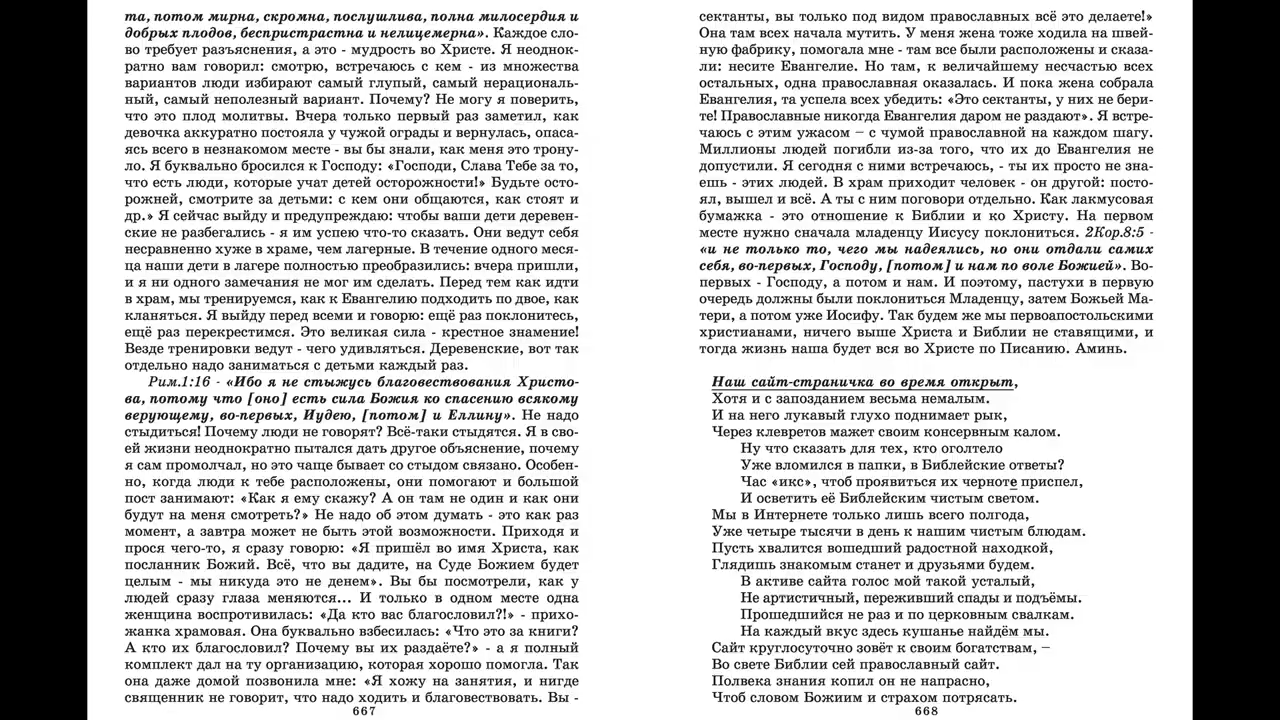 та, потом мирна, скромна, послушлива, полна милосердия и
добрых плодов, беспристрастна и нелицемерна». Каждое сло-
во требует разъяснения, а это - мудрость во Христе. Я неоднок-
ратно вам говорил: смотрю, встречаюсь с кем - из множества
вариантов люди избирают самый глупый, самый нерациональ-
ный, самый неполезный вариант. Почему? Не могу я поверить,
что это плод молитвы. Вчера только первый раз заметил, как
девочка аккуратно постояла у чужой ограды и вернулась, опаса-
ясь всего в незнакомом месте - вы бы знали, как меня это трону-
ло. Я буквально бросился к Господу: «Господи, Слава Тебе за то,
что есть люди, которые учат детей осторожности!» Будьте осто-
рожней, смотрите за детьми: с кем они общаются, как стоят и
др.» Я сейчас выйду и предупреждаю: чтобы ваши дети деревен-
ские не разбегались - я им успею что-то сказать. Они ведут себя
несравненно хуже в храме, чем лагерные. В течение одного меся-
ца наши дети в лагере полностью преобразились: вчера пришли,
и я ни одного замечания не мог им сделать. Перед тем как идти
в храм, мы тренируемся, как к Евангелию подходить по двое, как
кланяться. Я выйду перед всеми и говорю: ещё раз поклонитесь,
ещё раз перекрестимся. Это великая сила - крестное знамение!
Везде тренировки ведут - чего удивляться. Деревенские, вот так
отдельно надо заниматься с детьми каждый раз.
Рим.1:16 - «Ибо я не стыжусь благовествования Христо-
ва, потому что [оно] есть сила Божия ко спасению всякому
верующему, во-первых, Иудею, [потом] и Еллину». Не надо
стыдиться! Почему люди не говорят? Всё-таки стыдятся. Я в сво-
ей жизни неоднократно пытался дать другое объяснение, почему
я сам промолчал, но это чаще бывает со стыдом связано. Особен-
но, когда люди к тебе расположены, они помогают и большой
пост занимают: «Как я ему скажу? А он там не один и как они
будут на меня смотреть?» Не надо об этом думать - это как раз
момент, а завтра может не быть этой возможности. Приходя и
прося чего-то, я сразу говорю: «Я пришёл во имя Христа, как
посланник Божий. Всё, что вы дадите, на Суде Божием будет
целым - мы никуда это не денем». Вы бы посмотрели, как у
людей сразу глаза меняются... И только в одном месте одна
женщина воспротивилась: «Да кто вас благословил?!» - прихо-
жанка храмовая. Она буквально взбесилась: «Что это за книги?
А кто их благословил? Почему вы их раздаёте?» - а я полный
комплект дал на ту организацию, которая хорошо помогла. Так
она даже домой позвонила мне: «Я хожу на занятия, и нигде
священник не говорит, что надо ходить и благовествовать. Вы -
667
сектанты, вы только под видом православных всё это делаете!»
Она там всех начала мутить. У меня жена тоже ходила на швей-
ную фабрику, помогала мне - там все были расположены и сказа-
ли: несите Евангелие. Но там, к величайшему несчастью всех
остальных, одна православная оказалась. И пока жена собрала
Евангелия, та успела всех убедить: «Это сектанты, у них не бери-
те! Православные никогда Евангелия даром не раздают». Я встре-
чаюсь с этим ужасом – с чумой православной на каждом шагу.
Миллионы людей погибли из-за того, что их до Евангелия не
допустили. Я сегодня с ними встречаюсь, - ты их просто не зна-
ешь - этих людей. В храм приходит человек - он другой: посто-
ял, вышел и всё. А ты с ним поговори отдельно. Как лакмусовая
бумажка - это отношение к Библии и ко Христу. На первом
месте нужно сначала младенцу Иисусу поклониться. 2Кор.8:5 -
«и не только то, чего мы надеялись, но они отдали самих
себя, во-первых, Господу, [потом] и нам по воле Божией». Во-
первых - Господу, а потом и нам. И поэтому, пастухи в первую
очередь должны были поклониться Младенцу, затем Божьей Ма-
тери, а потом уже Иосифу. Так будем же мы первоапостольскими
христианами, ничего выше Христа и Библии не ставящими, и
тогда жизнь наша будет вся во Христе по Писанию. Аминь.
Наш сайт-страничка во время открыт,
Хотя и с запозданием весьма немалым.
И на него лукавый глухо поднимает рык,
Через клевретов мажет своим консервным калом.
Ну что сказать для тех, кто оголтело
Уже вломился в папки, в Библейские ответы?
Час «икс», чтоб проявиться их черноте приспел,
И осветить её Библейским чистым светом.
Мы в Интернете только лишь всего полгода,
Уже четыре тысячи в день к нашим чистым блюдам.
Пусть хвалится вошедший радостной находкой,
Глядишь знакомым станет и друзьями будем.
В активе сайта голос мой такой усталый,
Не артистичный, переживший спады и подъёмы.
Прошедшийся не раз и по церковным свалкам.
На каждый вкус здесь кушанье найдём мы.
Сайт круглосуточно зовёт к своим богатствам, –
Во свете Библии сей православный сайт.
Полвека знания копил он не напрасно,
Чтоб словом Божиим и страхом потрясать.
668